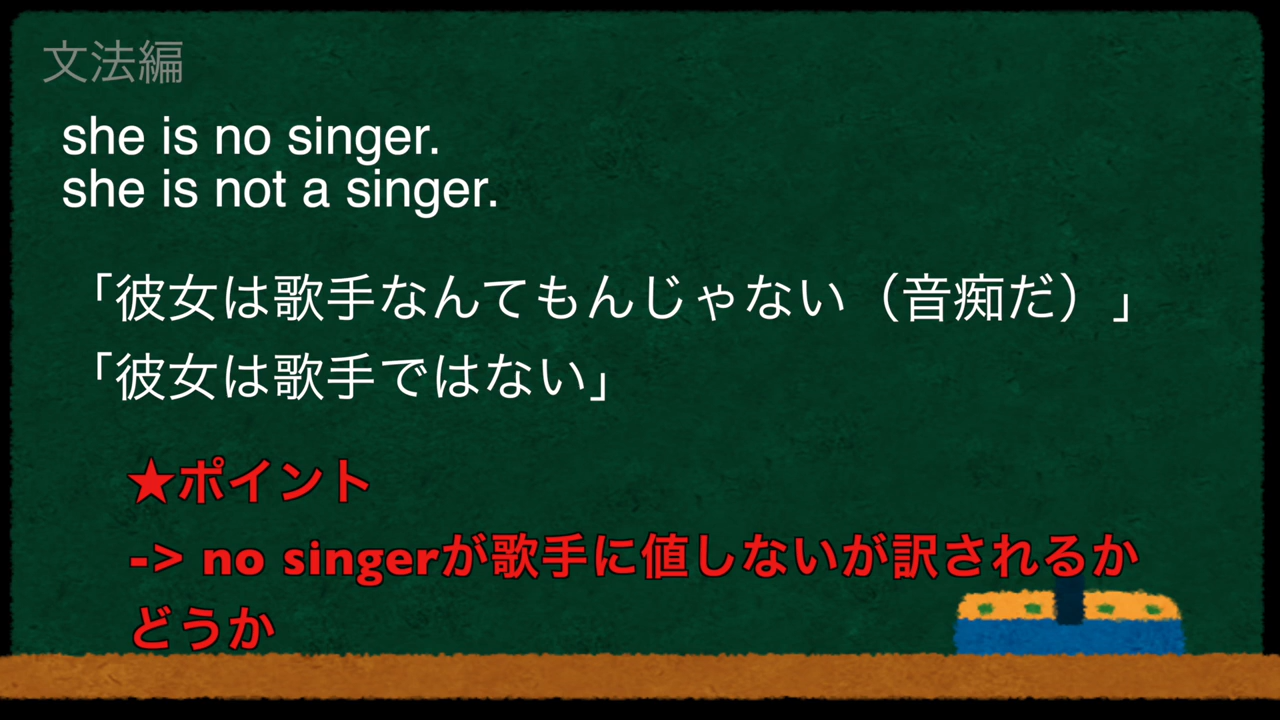 文法編
she is no singer.
she is not a singer.
「彼女は歌手なんてもんじゃない（音痴だ）」
「彼女は歌手ではない」
★ポイント
-> no singerが歌手に値しないが訳されるか
どうか